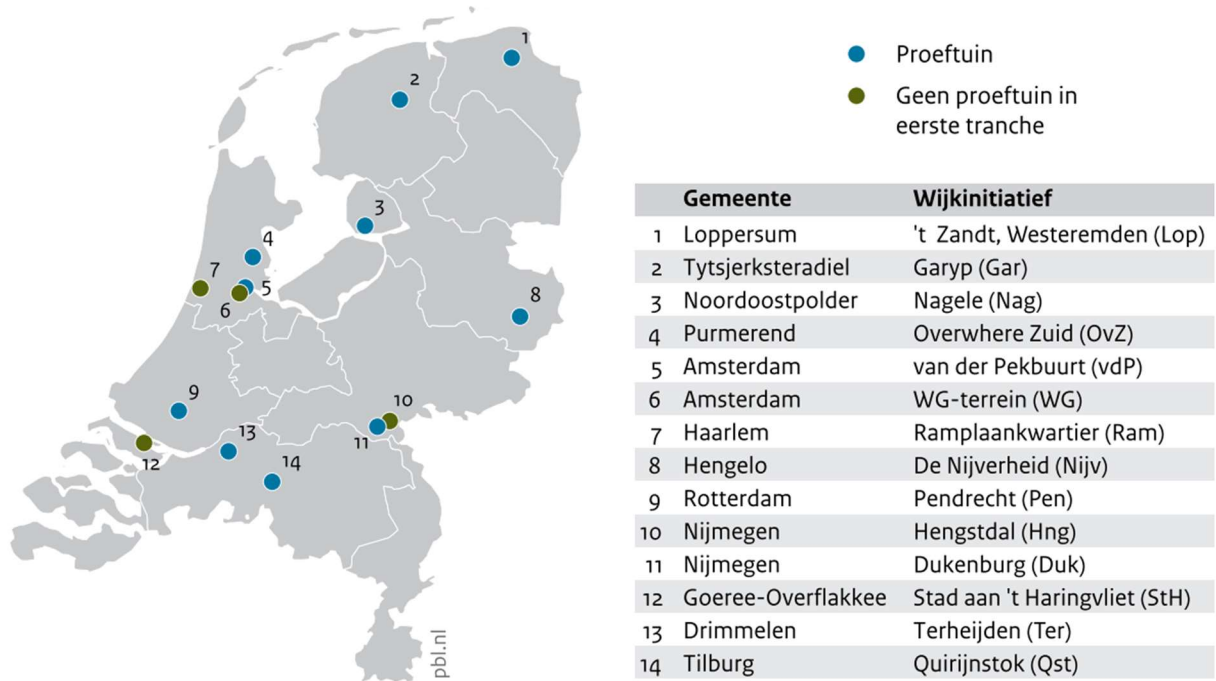 1
2
3
4
7
5
6
8
9
10
13
11
12
14
pbl.nl
Proeftuin
Geen proeftuin in
eerste tranche
Gemeente Wijkinitiatief
1 Loppersum 't Zandt, Westeremden (Lop)
2 Tytsjerksteradiel Garyp (Gar)
3 Noordoostpolder Nagele (Nag)
4 Purmerend Overwhere Zuid (OvZ)
5 Amsterdam van der Pekbuurt (vdP)
6 Amsterdam WG-terrein (WG)
7 Haarlem Ramplaankwartier (Ram)
8 Hengelo De Nijverheid (Nijv)
9 Rotterdam Pendrecht (Pen)
10 Nijmegen Hengstdal (Hng)
11 Nijmegen Dukenburg (Duk)
12 Goeree-Overflakkee Stad aan 't Haringvliet (StH)
13 Drimmelen Terheijden (Ter)
14 Tilburg Quirijnstok (Qst)